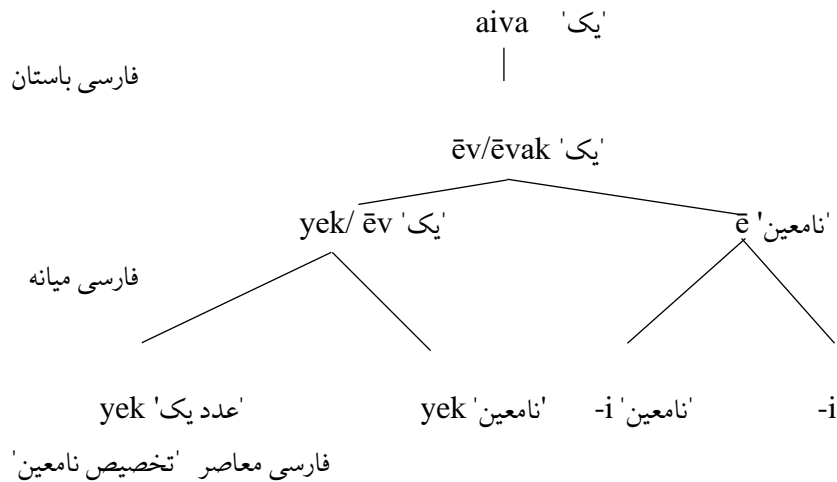 aiva 'یک'
فارسی باستان
ēv/ēvak 'یک'
yek/ ēv 'یک' ē 'نامعین'
فارسی میانه
yek 'عدد یک' yek 'نامعین' -i 'نامعین' -i
فارسی معاصر 'تخصیص نامعین'